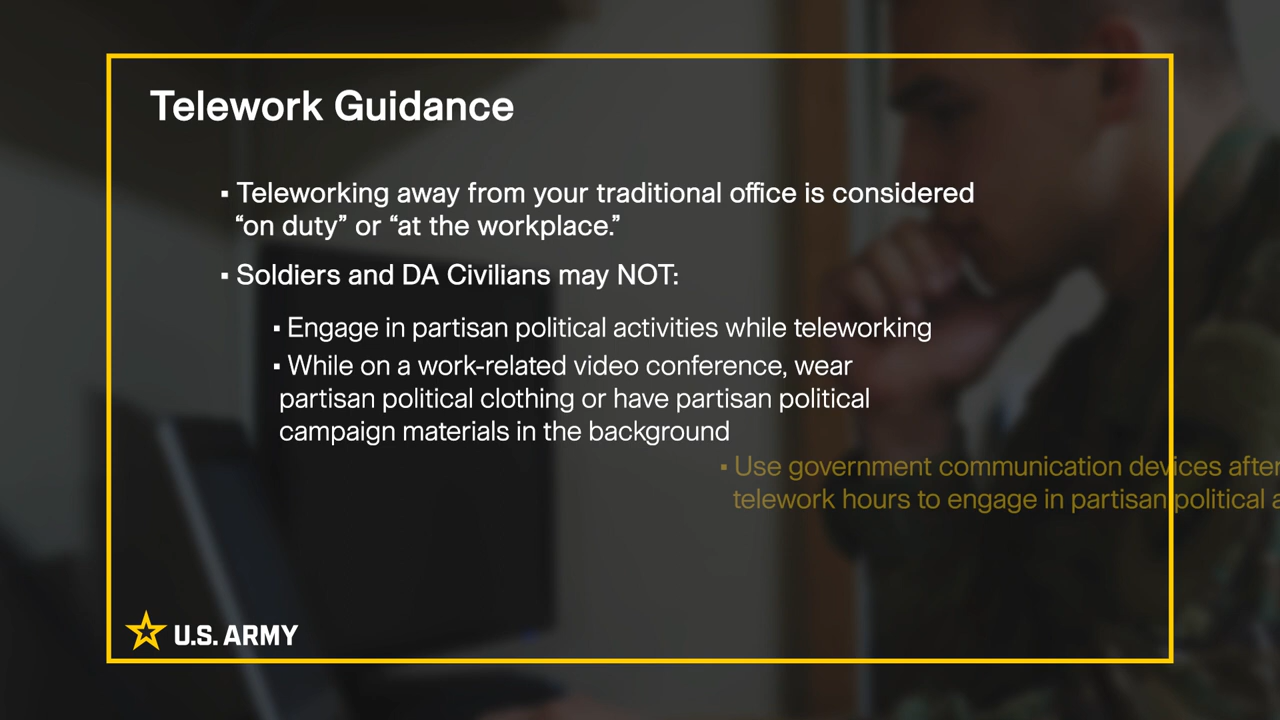 Telework Guidance
▪ Teleworking away from your traditional office is considered
“on duty” or “at the workplace.”
▪ Soldiers and DA Civilians may NOT:
▪ Engage in partisan political activities while teleworking
▪ While on a work-related video conference, wear
partisan political clothing or have partisan political
campaign materials in the background
▪ Use government communication devices after
telework hours to engage in partisan political a
U.S. ARMY